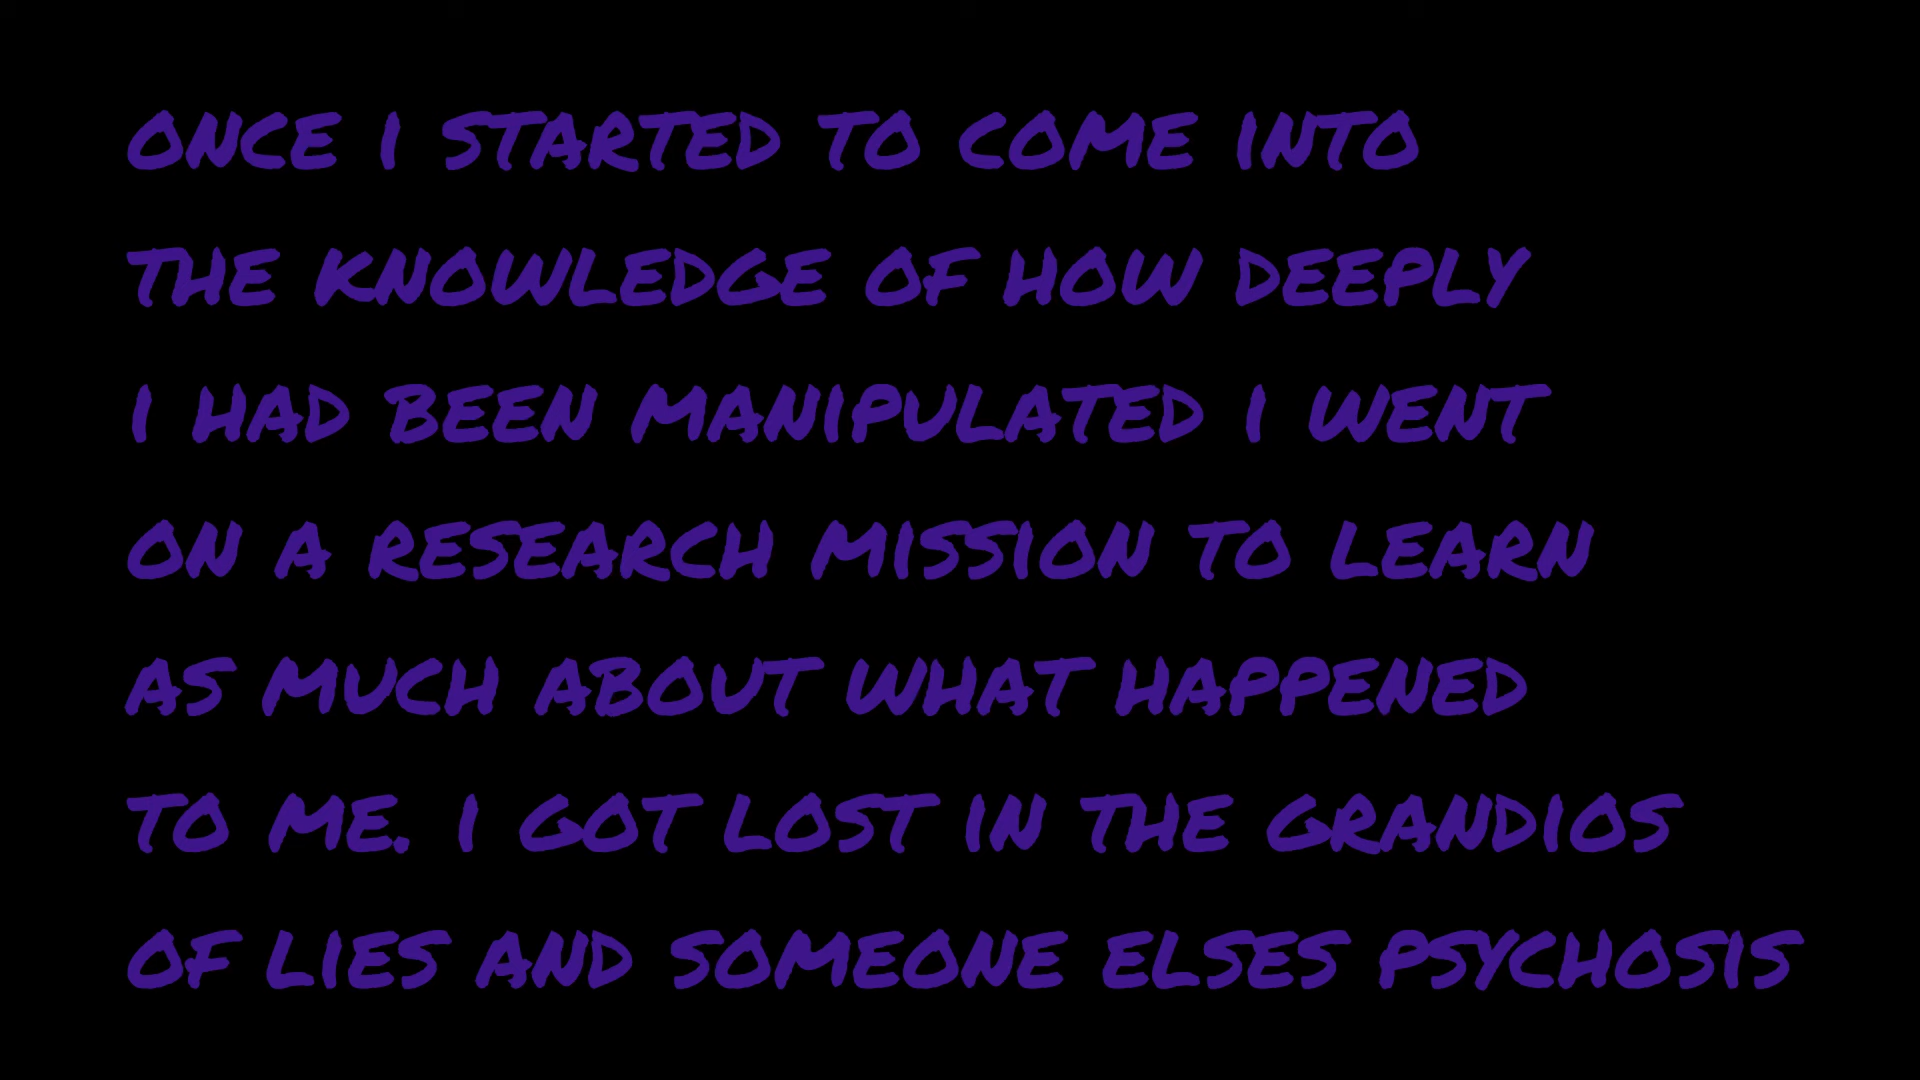 ONCE I STARTED TO COME INTO
THE KNOWLEDGE OF HOW DEEPLY
I HAD BEEN MANIPULATED I WENT
ON A RESEARCH MISSION TO LEARN
AS MUCH ABOUT WHAT HAPPENED
TO ME. I GOT LOST IN THE GRANDIOS
OF LIES AND SOMEONE ELSES PSYCHOSIS